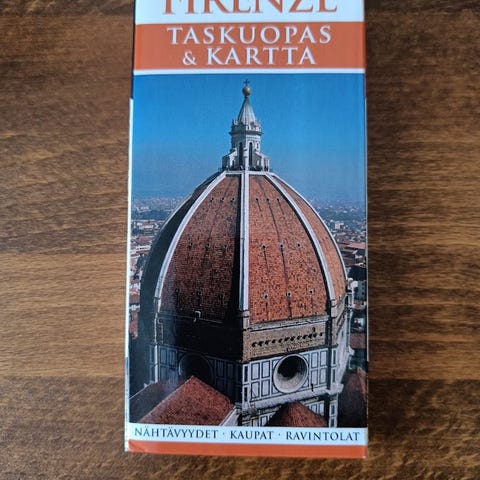 FIRENZE
TASKUOPAS
& KARTTA
NÄHTÄVYYDET · KAUPAT · RAVINTOLAT